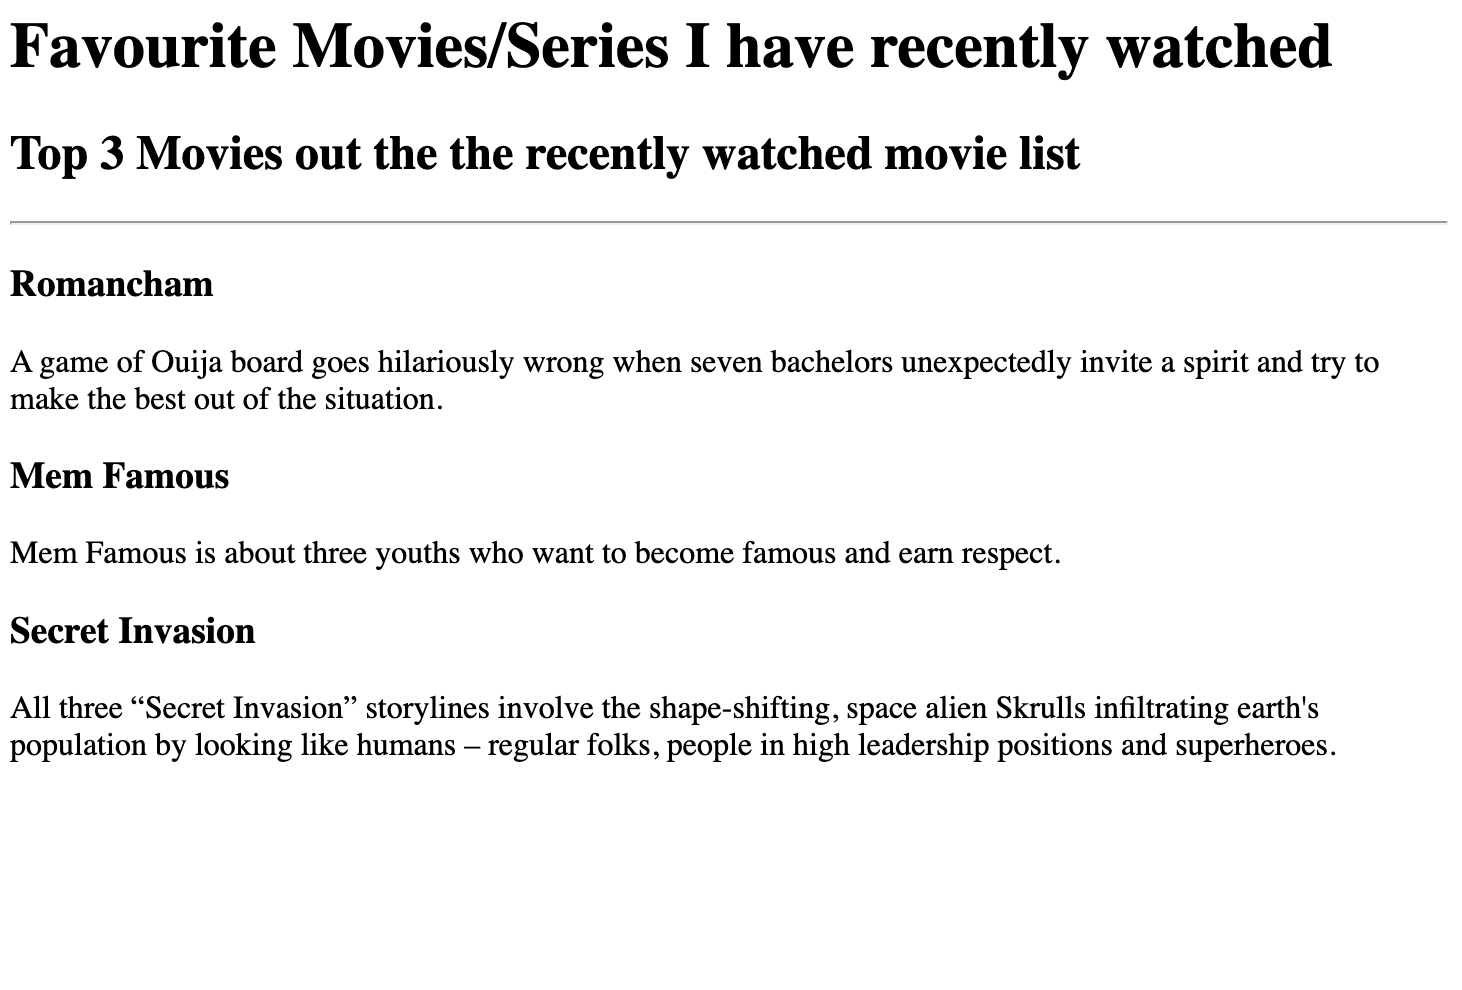 Favourite Movies/Series I have recently watched
Top 3 Movies out the the recently watched movie list
Romancham
A game of Ouija board goes hilariously wrong when seven bachelors unexpectedly invite a spirit and try to
make the best out of the situation.
Mem Famous
Mem Famous is about three youths who want to become famous and earn respect.
Secret Invasion
All three “Secret Invasion” storylines involve the shape-shifting, space alien Skrulls infiltrating earth's
population by looking like humans – regular folks, people in high leadership positions and superheroes.